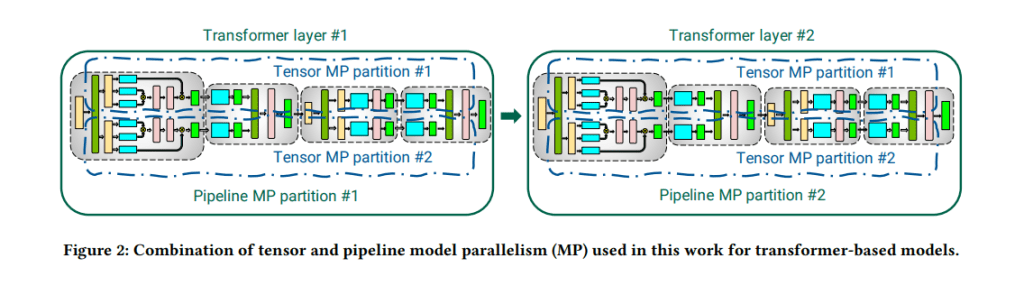 Transformer layer #1
Transformer layer #2
Tensor MP partition #1
Tensor MP partition #1
Tensor MP partition #2
Tensor MP partition #2
Pipeline MP partition #1
Pipeline MP partition #2
Figure 2: Combination of tensor and pipeline model parallelism (MP) used in this work for transformer-based models.